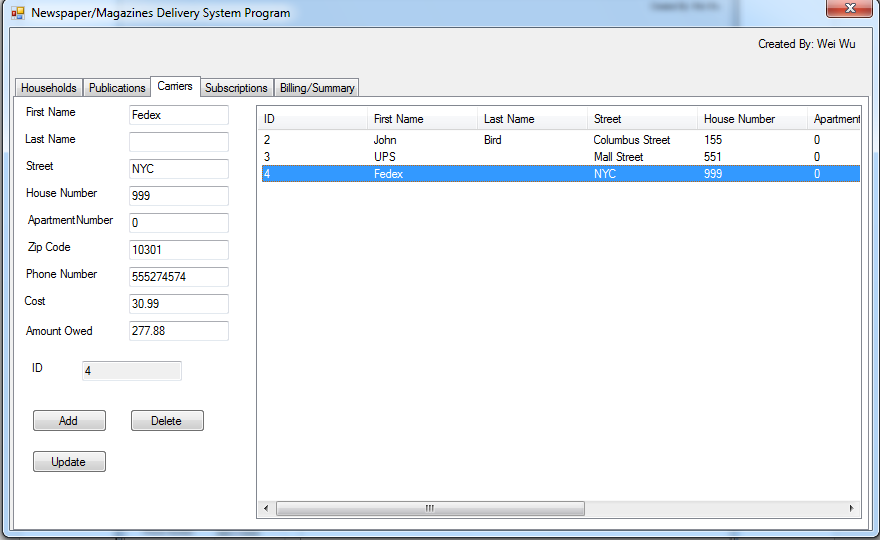 Newspaper/Magazines Delivery System Program
Created By: Wei Wu
Households Publications Carriers Subscriptions Billing/Summary
First Name Fedex
Last Name
Street NYC
House Number 999
ApartmentNumber 0
Zip Code 10301
Phone Number 555274574
Cost 30.99
Amount Owed 277.88
ID 4
Add Delete
Update
ID First Name Last Name Street House Number Apartment
2 John Bird Columbus Street 155 0
3 UPS Mall Street 551 0
4 Fedex NYC 999 0